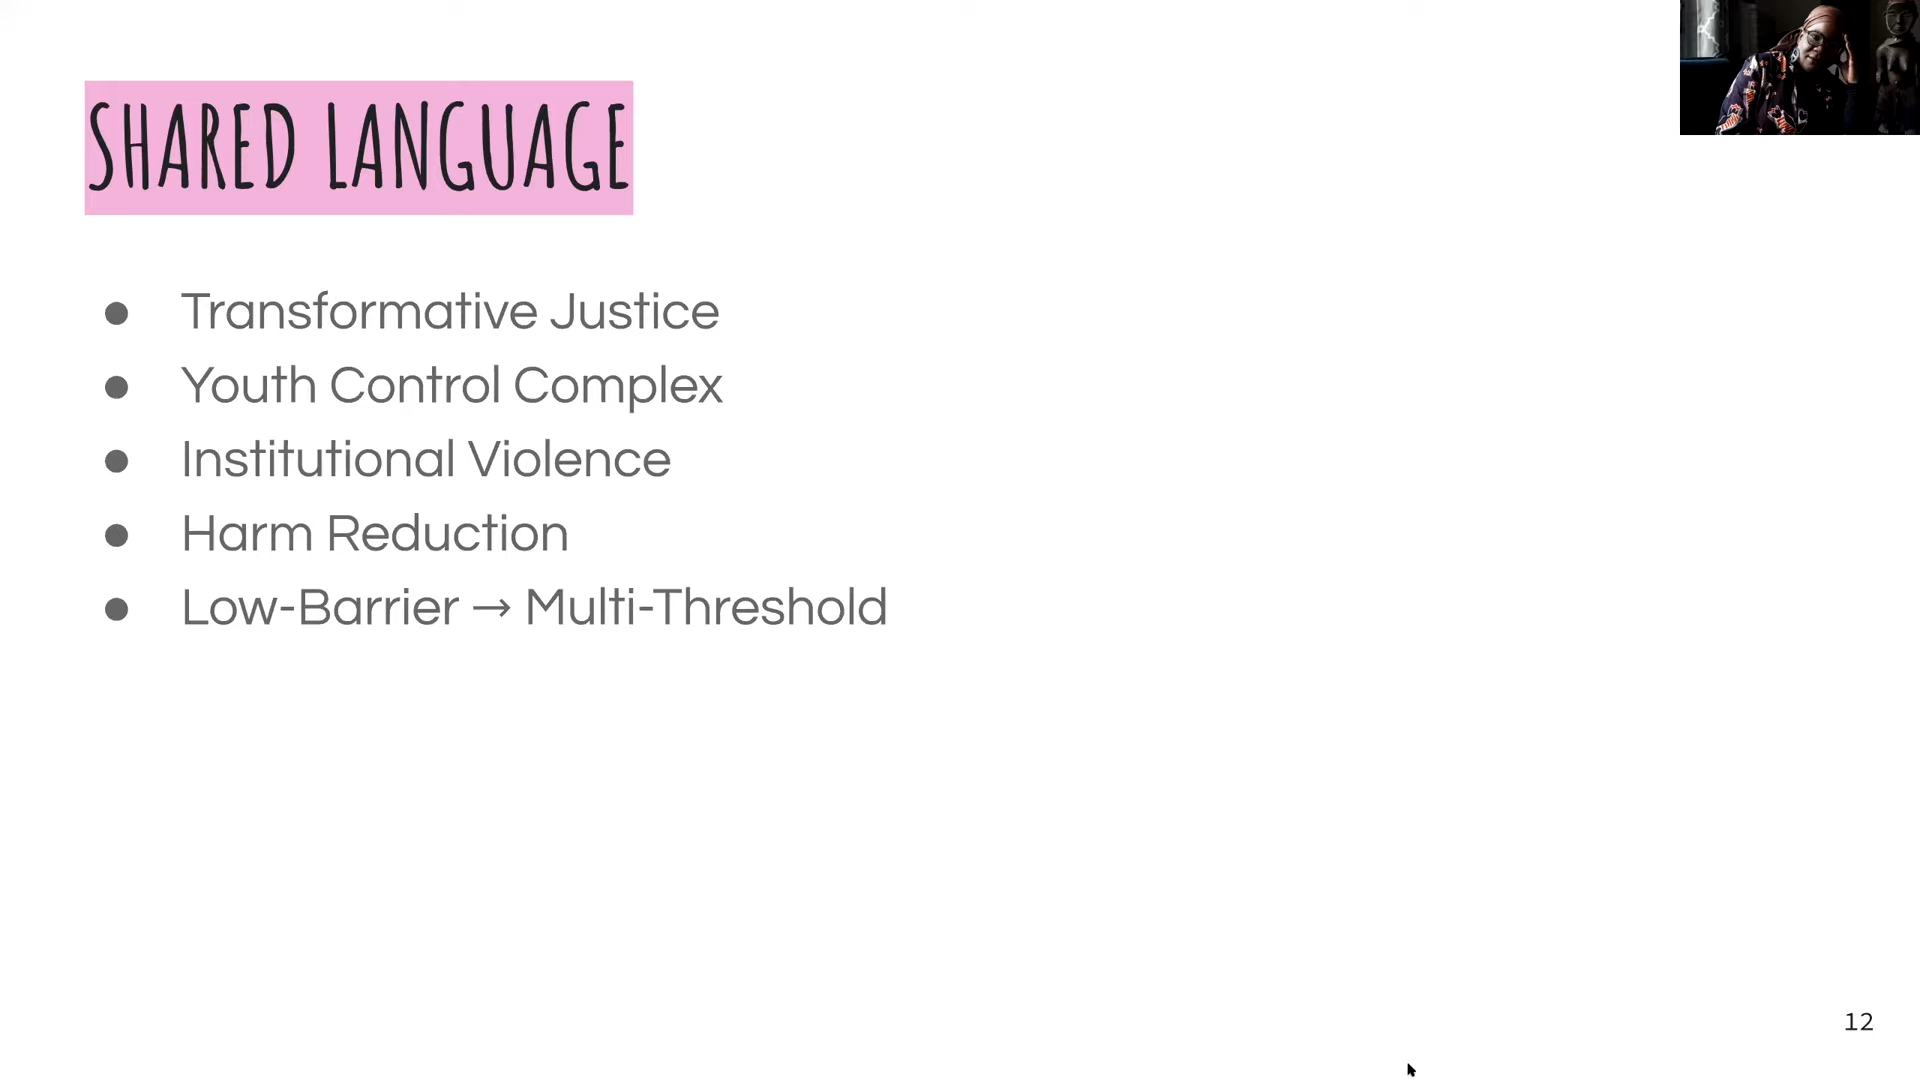 SHARED LANGUAGE
● Transformative Justice
● Youth Control Complex
● Institutional Violence
● Harm Reduction
● Low-Barrier → Multi-Threshold
12